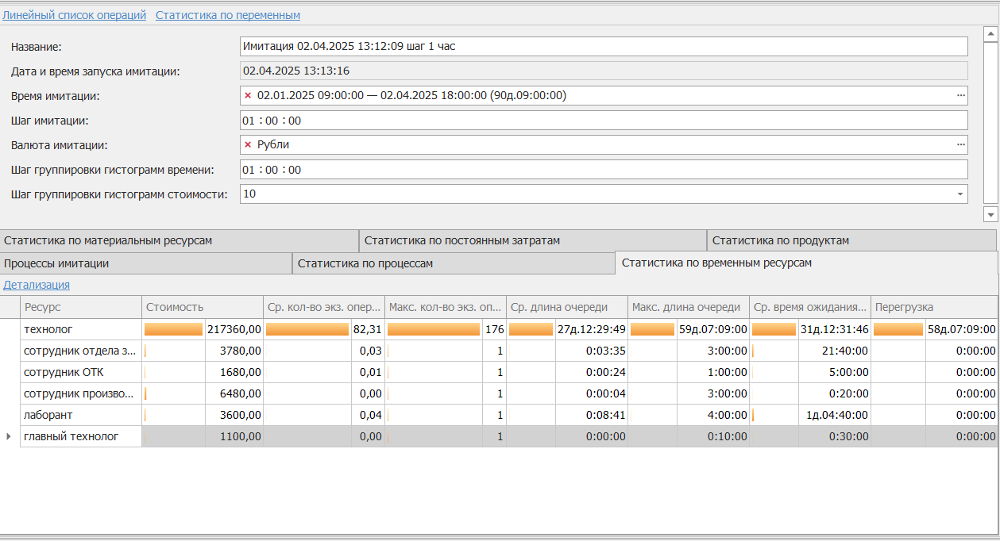 Линейный список операций Статистика по переменным
Название: Имитация 02.04.2025 13:12:09 шаг 1 час
Дата и время запуска имитации: 02.04.2025 13:13:16
Время имитации: × 02.01.2025 09:00:00 — 02.04.2025 18:00:00 (90д.09:00:00) ...
Шаг имитации: 01 : 00 : 00
Валюта имитации: × Рубли ...
Шаг группировки гистограмм времени: 01 : 00 : 00
Шаг группировки гистограмм стоимости: 10
Статистика по материальным ресурсам Статистика по постоянным затратам Статистика по продуктам
Процессы имитации Статистика по процессам Статистика по временным ресурсам
Детализация
Ресурс Стоимость Ср. кол-во экз. опер... Макс. кол-во экз. оп... Ср. длина очереди Макс. длина очереди Ср. время ожидания... Перегрузка
технолог 217360,00 82,31 176 27д.12:29:49 59д.07:09:00 31д.12:31:46 58д.07:09:00
сотрудник отдела з... 3780,00 0,03 1 0:03:35 3:00:00 21:40:00 0:00:00
сотрудник ОТК 1680,00 0,01 1 0:00:24 1:00:00 5:00:00 0:00:00
сотрудник произво... 6480,00 0,00 1 0:00:04 3:00:00 0:20:00 0:00:00
лаборант 3600,00 0,04 1 0:08:41 4:00:00 1д.04:40:00 0:00:00
главный технолог 1100,00 0,00 1 0:00:00 0:10:00 0:30:00 0:00:00